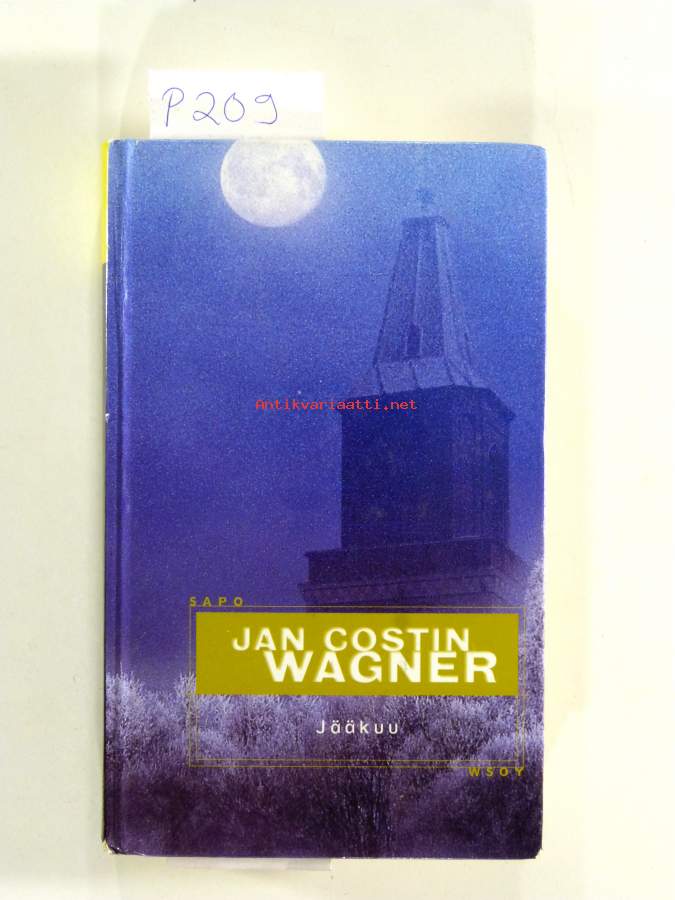 P209
Antikvariaatti.net
SAPO
JAN COSTIN
WAGNER
Jääkuu
WSOY